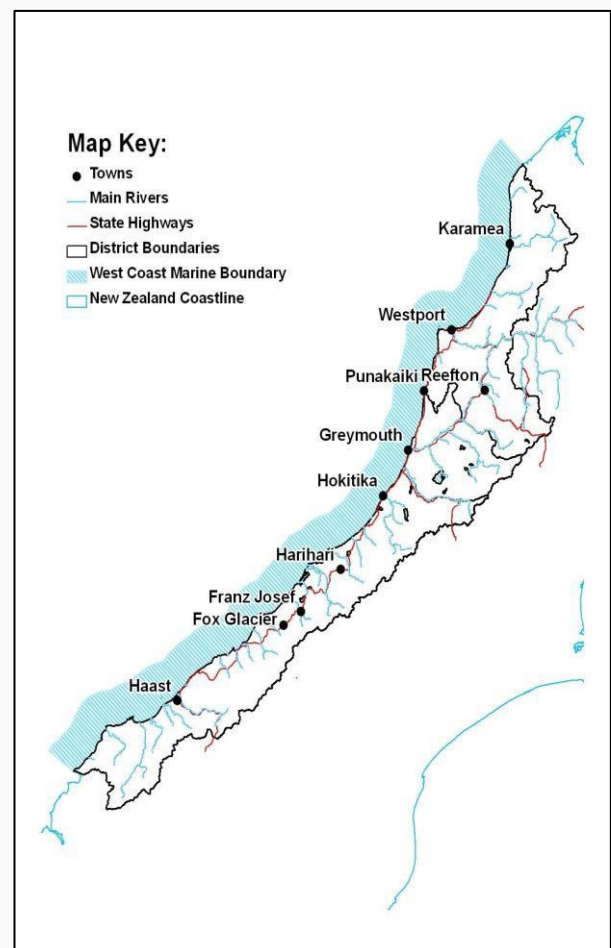 Map Key:
Towns
Main Rivers
State Highways
District Boundaries
West Coast Marine Boundary
New Zealand Coastline
Karamea
Westport
Punakaiki
Reefton
Greymouth
Hokitika
Harihari
Franz Josef
Fox Glacier
Haast